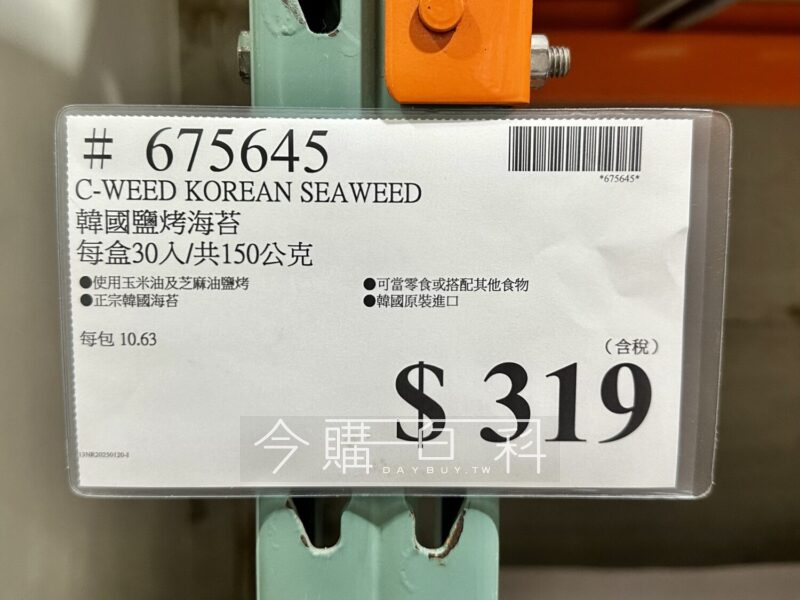 # 675645
*675645*
C-WEED KOREAN SEAWEED
韓國鹽烤海苔
每盒30入/共150公克
●使用玉米油及芝麻油鹽烤
●正宗韓國海苔
●可當零食或搭配其他食物
●韓國原裝進口
每包 10.63
(含稅)
$ 319
今購百科
DAYBUY.TW
13NR20250120-I